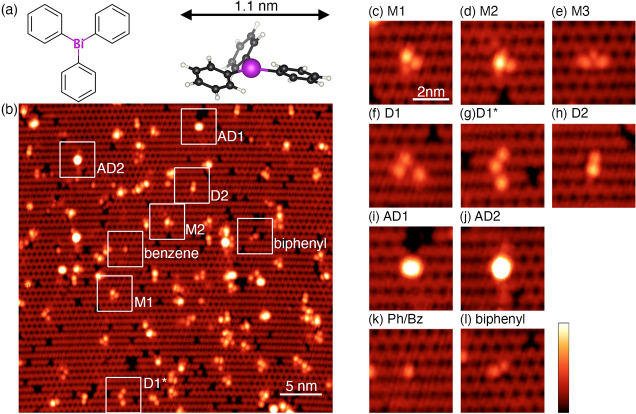 (a)
1.1 nm
Bi
(b)
AD1
AD2
D2
M2
biphenyl
benzene
M1
D1*
5 nm
(c) M1
(d) M2
(e) M3
2nm
(f) D1
(g)D1*
(h) D2
(i) AD1
(j) AD2
(k) Ph/Bz
(l) biphenyl